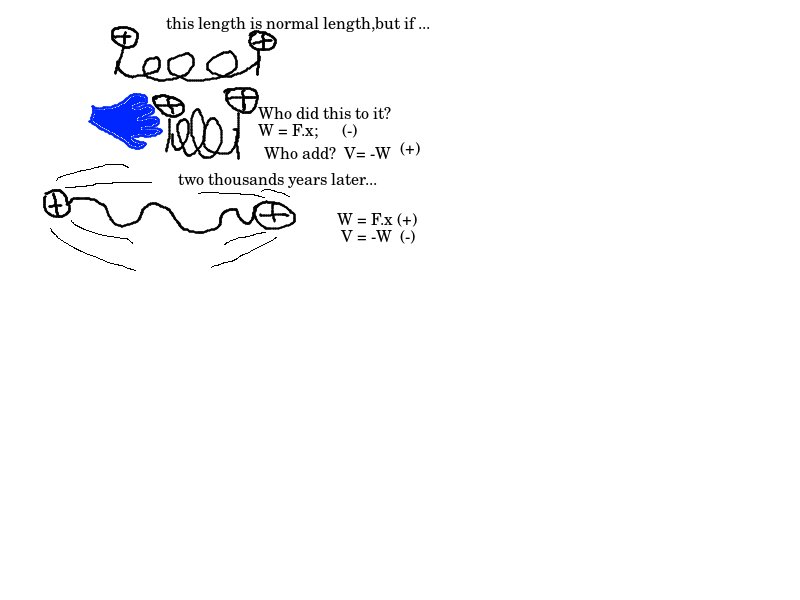 this length is normal length,but if ...
Who did this to it?
W = F.x; (-)
Who add? V= -W (+)
two thousands years later...
W = F.x (+)
V = -W (-)